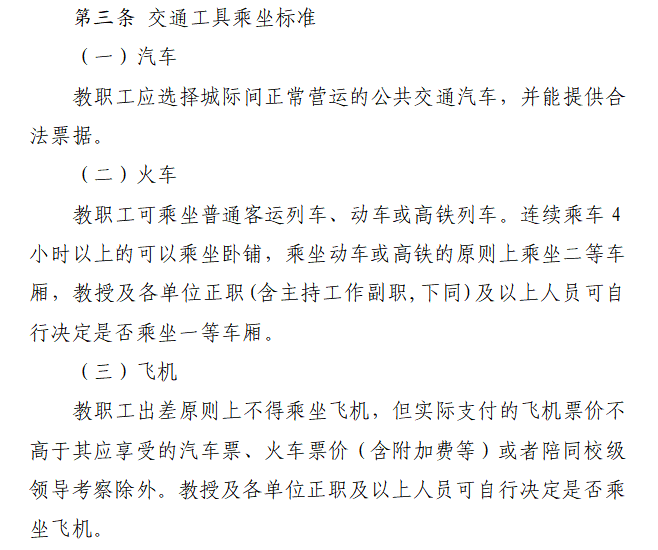 第三条 交通工具乘坐标准
（一）汽车
教职工应选择城际间正常营运的公共交通汽车，并能提供合
法票据。
（二）火车
教职工可乘坐普通客运列车、动车或高铁列车。连续乘车 4
小时以上的可以乘坐卧铺，乘坐动车或高铁的原则上乘坐二等车
厢，教授及各单位正职(含主持工作副职,下同)及以上人员可自
行决定是否乘坐一等车厢。
（三）飞机
教职工出差原则上不得乘坐飞机，但实际支付的飞机票价不
高于其应享受的汽车票、火车票价（含附加费等）或者陪同校级
领导考察除外。教授及各单位正职及以上人员可自行决定是否乘
坐飞机。